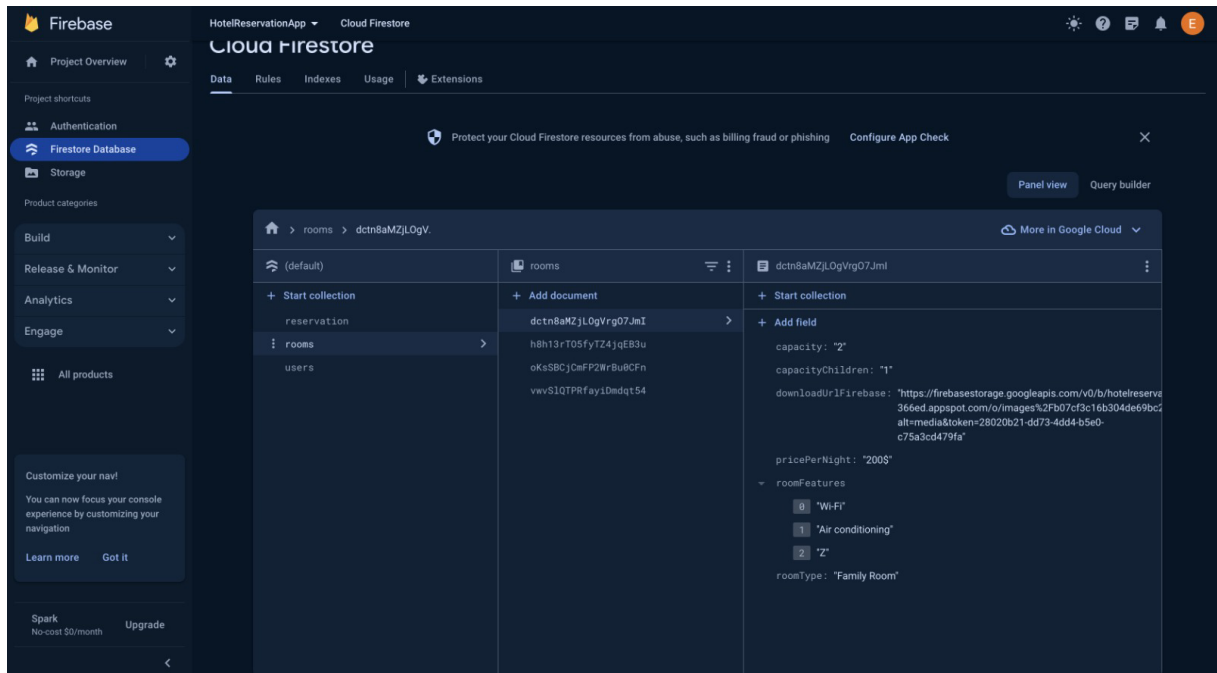 Firebase
HotelReservationApp
Cloud Firestore
E
Project Overview
Project shortcuts
Authentication
Firestore Database
Storage
Product categories
Build
Release & Monitor
Analytics
Engage
All products
Customize your nav!
You can now focus your console
experience by customizing your
navigation
Learn more Got it
Spark
No-cost $0/month
Upgrade
Cloud Firestore
Data Rules Indexes Usage Extensions
Protect your Cloud Firestore resources from abuse, such as billing fraud or phishing Configure App Check
Panel view Query builder
rooms dctn8aMZjLOgV.
More in Google Cloud
(default)
+ Start collection
reservation
rooms
users
rooms
+ Add document
dctn8aMZjLOgVrgO7JmI
h8h13rTO5fyTZ4jqEB3u
oKsSBCjCmFP2WrBu0CFn
vwvSlQTPRfayiDmdqt54
dctn8aMZjLOgVrgO7JmI
+ Start collection
+ Add field
capacity: "2"
capacityChildren: "1"
downloadUrlFirebase: "https://firebasestorage.googleapis.com/v0/b/hotelreserva
366ed.appspot.com/o/images%2Fb07cf3c16b304de69bc2
alt=media&token=28020b21-dd73-4dd4-b5e0-
c75a3cd479fa"
pricePerNight: "200$"
roomFeatures
0 "Wi-Fi"
1 "Air conditioning"
2 "Z"
roomType: "Family Room"